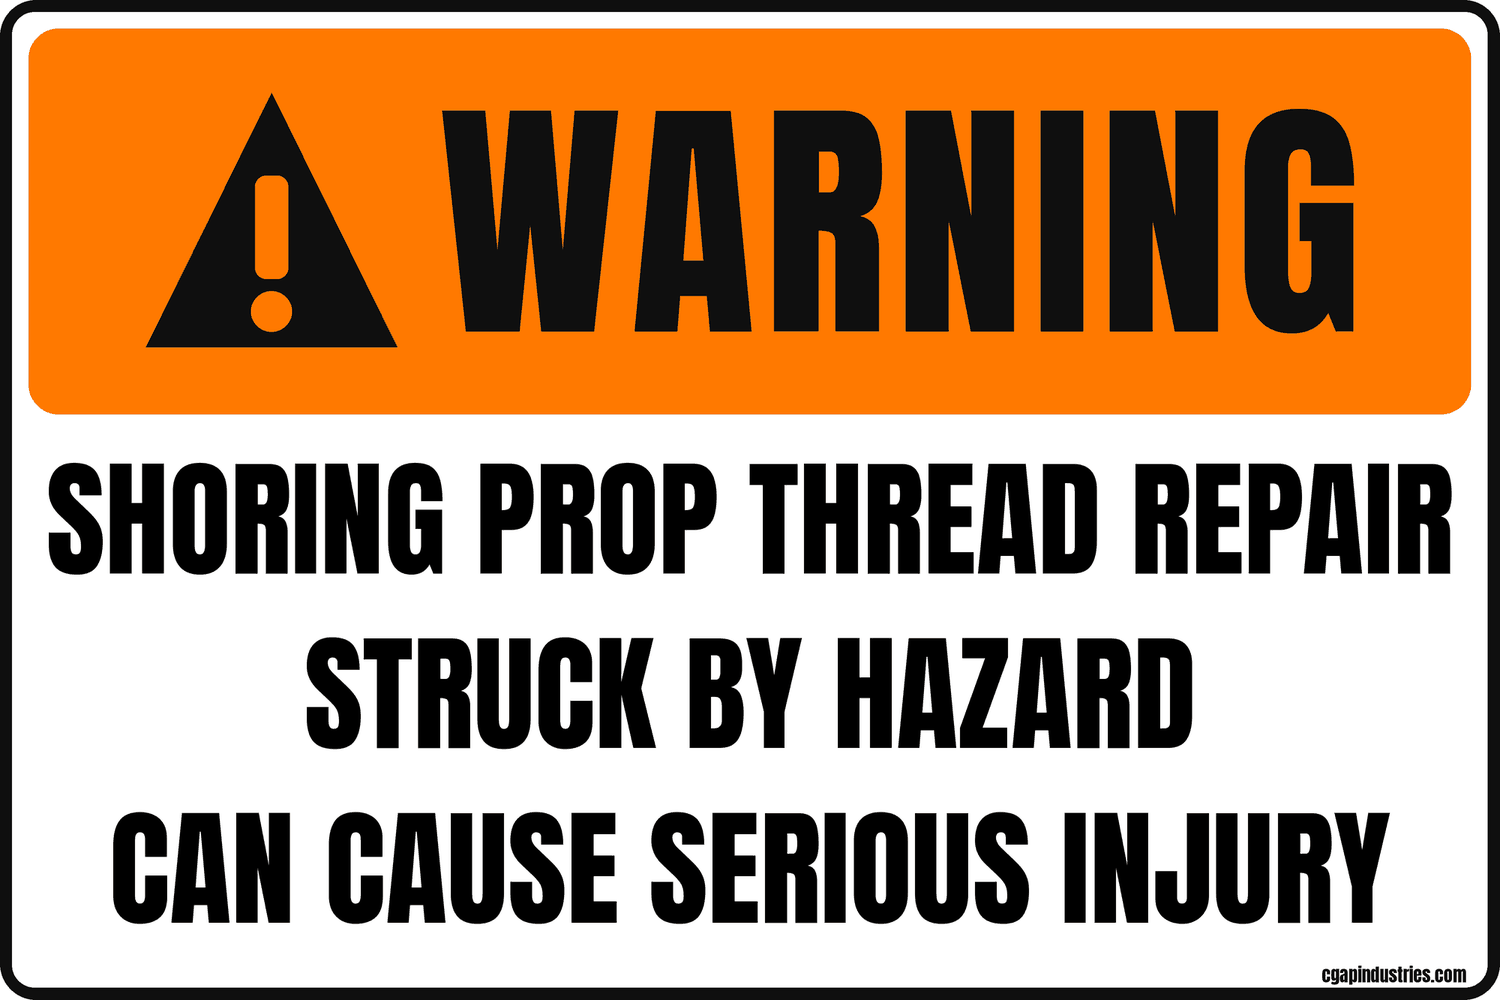 WARNING
SHORING PROP THREAD REPAIR
STRUCK BY HAZARD
CAN CAUSE SERIOUS INJURY
cgapindustries.com